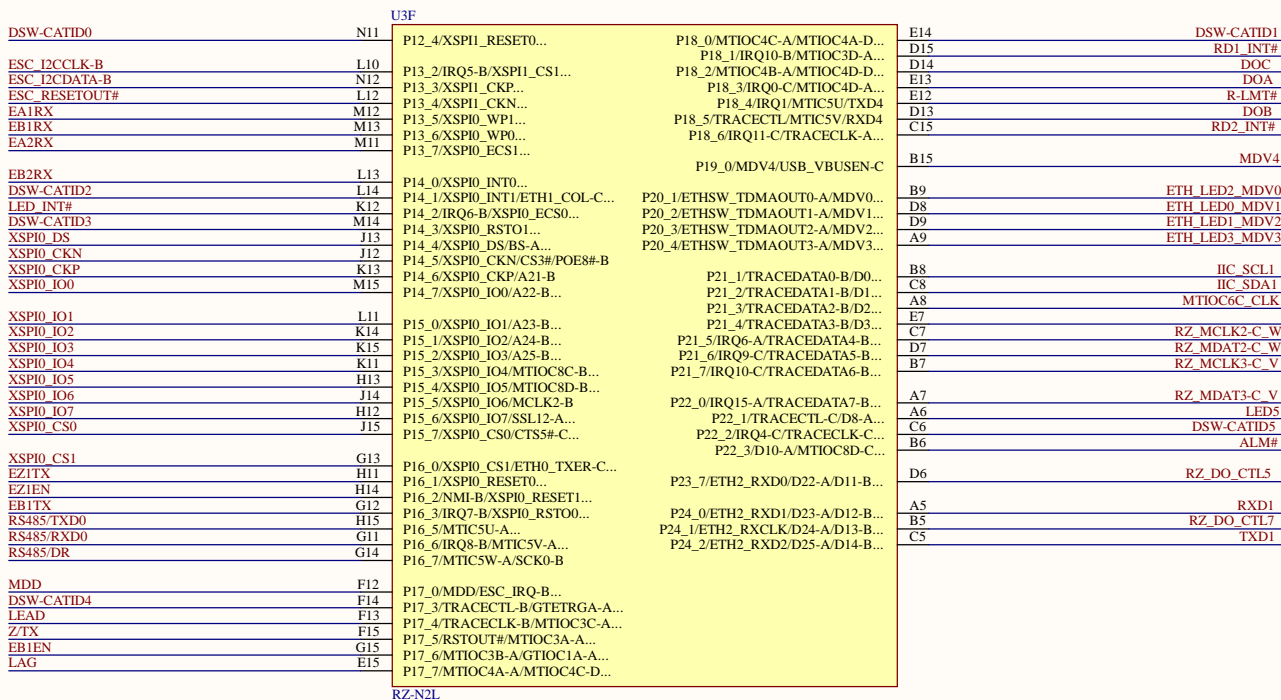 U3F
DSW-CATID0 N11 P12_4/XSPI1_RESET0...
ESC_I2CCLK-B L10 P13_2/IRQ5-B/XSPI1_CS1...
ESC_I2CDATA-B N12 P13_3/XSPI1_CKP...
ESC_RESETOUT# L12 P13_4/XSPI1_CKN...
EA1RX M12 P13_5/XSPI0_WP1...
EB1RX M13 P13_6/XSPI0_WP0...
EA2RX M11 P13_7/XSPI0_ECS1...
EB2RX L13 P14_0/XSPI0_INT0...
DSW-CATID2 L14 P14_1/XSPI0_INT1/ETH1_COL-C...
LED_INT# K12 P14_2/IRQ6-B/XSPI0_ECS0...
DSW-CATID3 M14 P14_3/XSPI0_RSTO1...
XSPI0_DS J13 P14_4/XSPI0_DS/BS-A...
XSPI0_CKN J12 P14_5/XSPI0_CKN/CS3#/POE8#-B
XSPI0_CKP K13 P14_6/XSPI0_CKP/A21-B
XSPI0_IO0 M15 P14_7/XSPI0_IO0/A22-B...
XSPI0_IO1 L11 P15_0/XSPI0_IO1/A23-B...
XSPI0_IO2 K14 P15_1/XSPI0_IO2/A24-B...
XSPI0_IO3 K15 P15_2/XSPI0_IO3/A25-B...
XSPI0_IO4 K11 P15_3/XSPI0_IO4/MTIOC8C-B...
XSPI0_IO5 H13 P15_4/XSPI0_IO5/MTIOC8D-B...
XSPI0_IO6 J14 P15_5/XSPI0_IO6/MCLK2-B
XSPI0_IO7 H12 P15_6/XSPI0_IO7/SSL12-A...
XSPI0_CS0 J15 P15_7/XSPI0_CS0/CTS5#-C...
XSPI0_CS1 G13 P16_0/XSPI0_CS1/ETH0_TXER-C...
EZ1TX H11 P16_1/XSPI0_RESET0...
EZ1EN H14 P16_2/NMI-B/XSPI0_RESET1...
EB1TX G12 P16_3/IRQ7-B/XSPI0_RSTO0...
RS485/TXD0 H15 P16_5/MTIC5U-A...
RS485/RXD0 G11 P16_6/IRQ8-B/MTIC5V-A...
RS485/DR G14 P16_7/MTIC5W-A/SCK0-B
MDD F12 P17_0/MDD/ESC_IRQ-B...
DSW-CATID4 F14 P17_3/TRACECTL-B/GTETRGA-A...
LEAD F13 P17_4/TRACECLK-B/MTIOC3C-A...
Z/TX F15 P17_5/RSTOUT#/MTIOC3A-A...
EB1EN G15 P17_6/MTIOC3B-A/GTIOC1A-A...
LAG E15 P17_7/MTIOC4A-A/MTIOC4C-D...
P18_0/MTIOC4C-A/MTIOC4A-D... E14 DSW-CATID1
P18_1/IRQ10-B/MTIOC3D-A... D15 RD1_INT#
P18_2/MTIOC4B-A/MTIOC4D-D... D14 DOC
P18_3/IRQ0-C/MTIOC4D-A... E13 DOA
P18_4/IRQ1/MTIC5U/TXD4 E12 R-LMT#
P18_5/TRACECTL/MTIC5V/RXD4 D13 DOB
P18_6/IRQ11-C/TRACECLK-A... C15 RD2_INT#
P19_0/MDV4/USB_VBUSEN-C B15 MDV4
P20_1/ETHSW_TDMAOUT0-A/MDV0... B9 ETH_LED2_MDV0
P20_2/ETHSW_TDMAOUT1-A/MDV1... D8 ETH_LED0_MDV1
P20_3/ETHSW_TDMAOUT2-A/MDV2... D9 ETH_LED1_MDV2
P20_4/ETHSW_TDMAOUT3-A/MDV3... A9 ETH_LED3_MDV3
P21_1/TRACEDATA0-B/D0... B8 IIC_SCL1
P21_2/TRACEDATA1-B/D1... C8 IIC_SDA1
P21_3/TRACEDATA2-B/D2... A8 MTIOC6C_CLK
P21_4/TRACEDATA3-B/D3... E7
P21_5/IRQ6-A/TRACEDATA4-B... C7 RZ_MCLK2-C_W
P21_6/IRQ9-C/TRACEDATA5-B... D7 RZ_MDAT2-C_W
P21_7/IRQ10-C/TRACEDATA6-B... B7 RZ_MCLK3-C_V
P22_0/IRQ15-A/TRACEDATA7-B... A7 RZ_MDAT3-C_V
P22_1/TRACECTL-C/D8-A... A6 LED5
P22_2/IRQ4-C/TRACECLK-C... C6 DSW-CATID5
P22_3/D10-A/MTIOC8D-C... B6 ALM#
P23_7/ETH2_RXD0/D22-A/D11-B... D6 RZ_DO_CTL5
P24_0/ETH2_RXD1/D23-A/D12-B... A5 RXD1
P24_1/ETH2_RXCLK/D24-A/D13-B... B5 RZ_DO_CTL7
P24_2/ETH2_RXD2/D25-A/D14-B... C5 TXD1
RZ-N2L